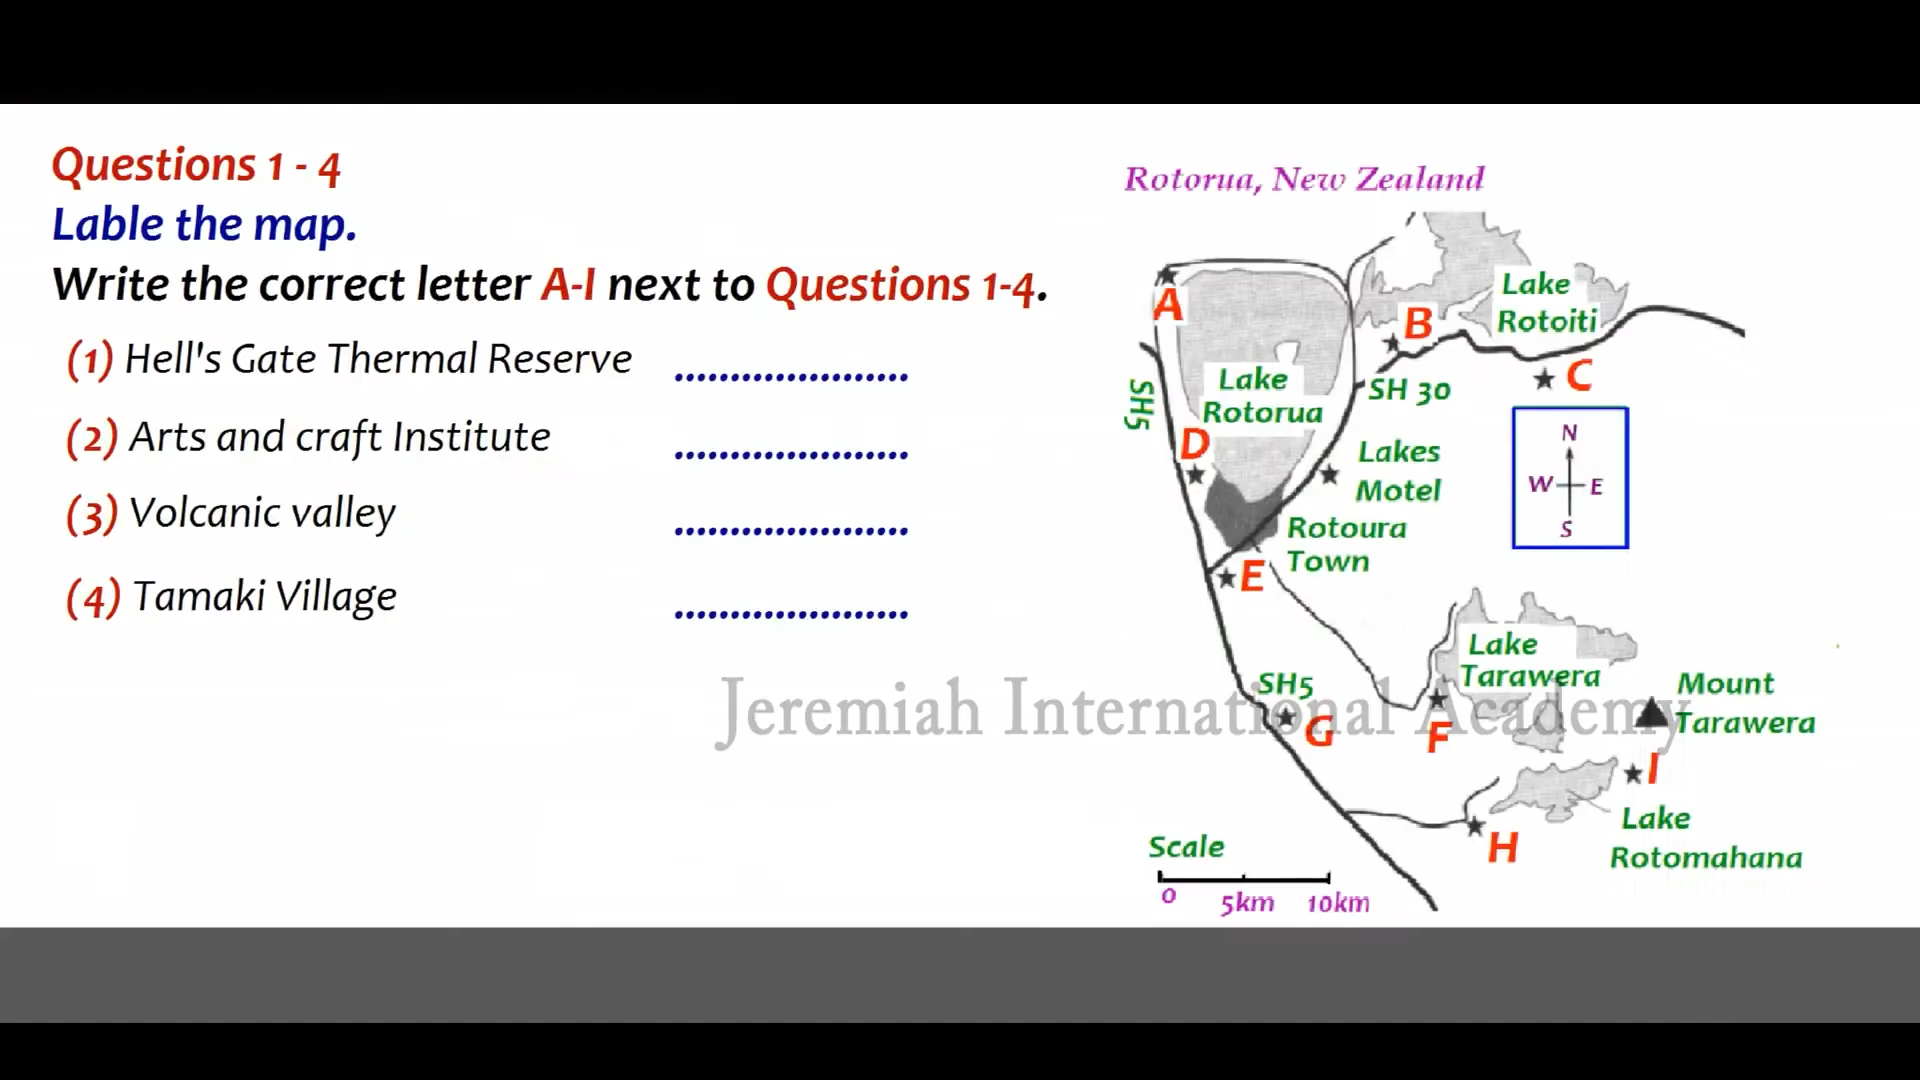 Questions 1 - 4
Lable the map.
Write the correct letter A-I next to Questions 1-4.
(1) Hell's Gate Thermal Reserve ......................
(2) Arts and craft Institute ......................
(3) Volcanic valley ......................
(4) Tamaki Village ......................
Rotorua, New Zealand
A
B
Lake
Rotoiti
C
SH5
Lake
Rotorua
SH 30
D
Lakes
Motel
N
W E
S
Rotoura
Town
E
Lake
Tarawera
SH5
G
F
Mount
Tarawera
I
H
Lake
Rotomahana
Scale
0 5km 10km
Jeremiah International Academy